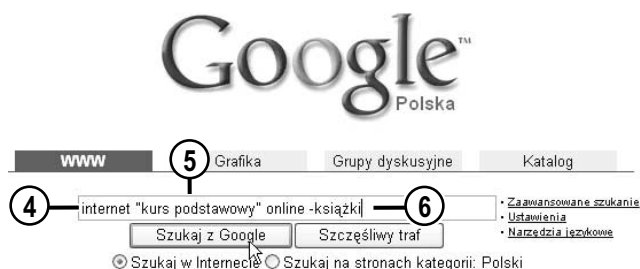 Google™
Polska
WWW Grafika Grupy dyskusyjne Katalog
5
4 internet "kurs podstawowy" online -książki 6
Szukaj z Google Szczęśliwy traf
Szukaj w Internecie Szukaj na stronach kategorii: Polski
• Zaawansowane szukanie
• Ustawienia
• Narzędzia językowe